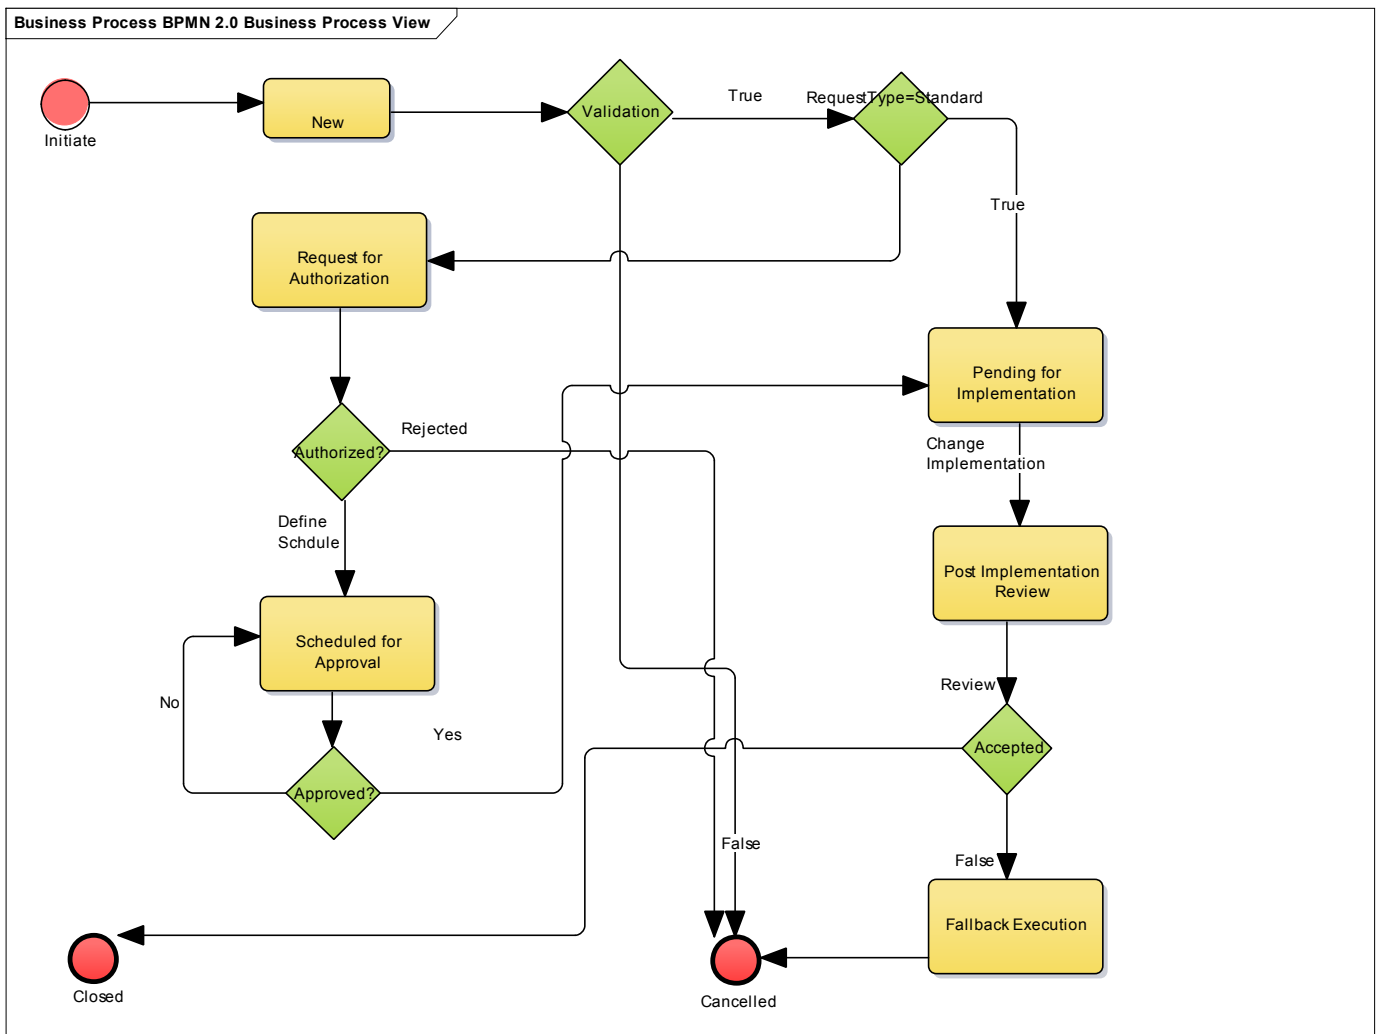 Business Process BPMN 2.0 Business Process View
Initiate
New
Validation
True
RequestType=Standard
True
Request for
Authorization
Pending for
Implementation
Rejected
Authorized?
Change
Implementation
Define
Schdule
Post Implementation
Review
Scheduled for
Approval
No
Yes
Review
Accepted
Approved?
False
False
Fallback Execution
Closed
Cancelled